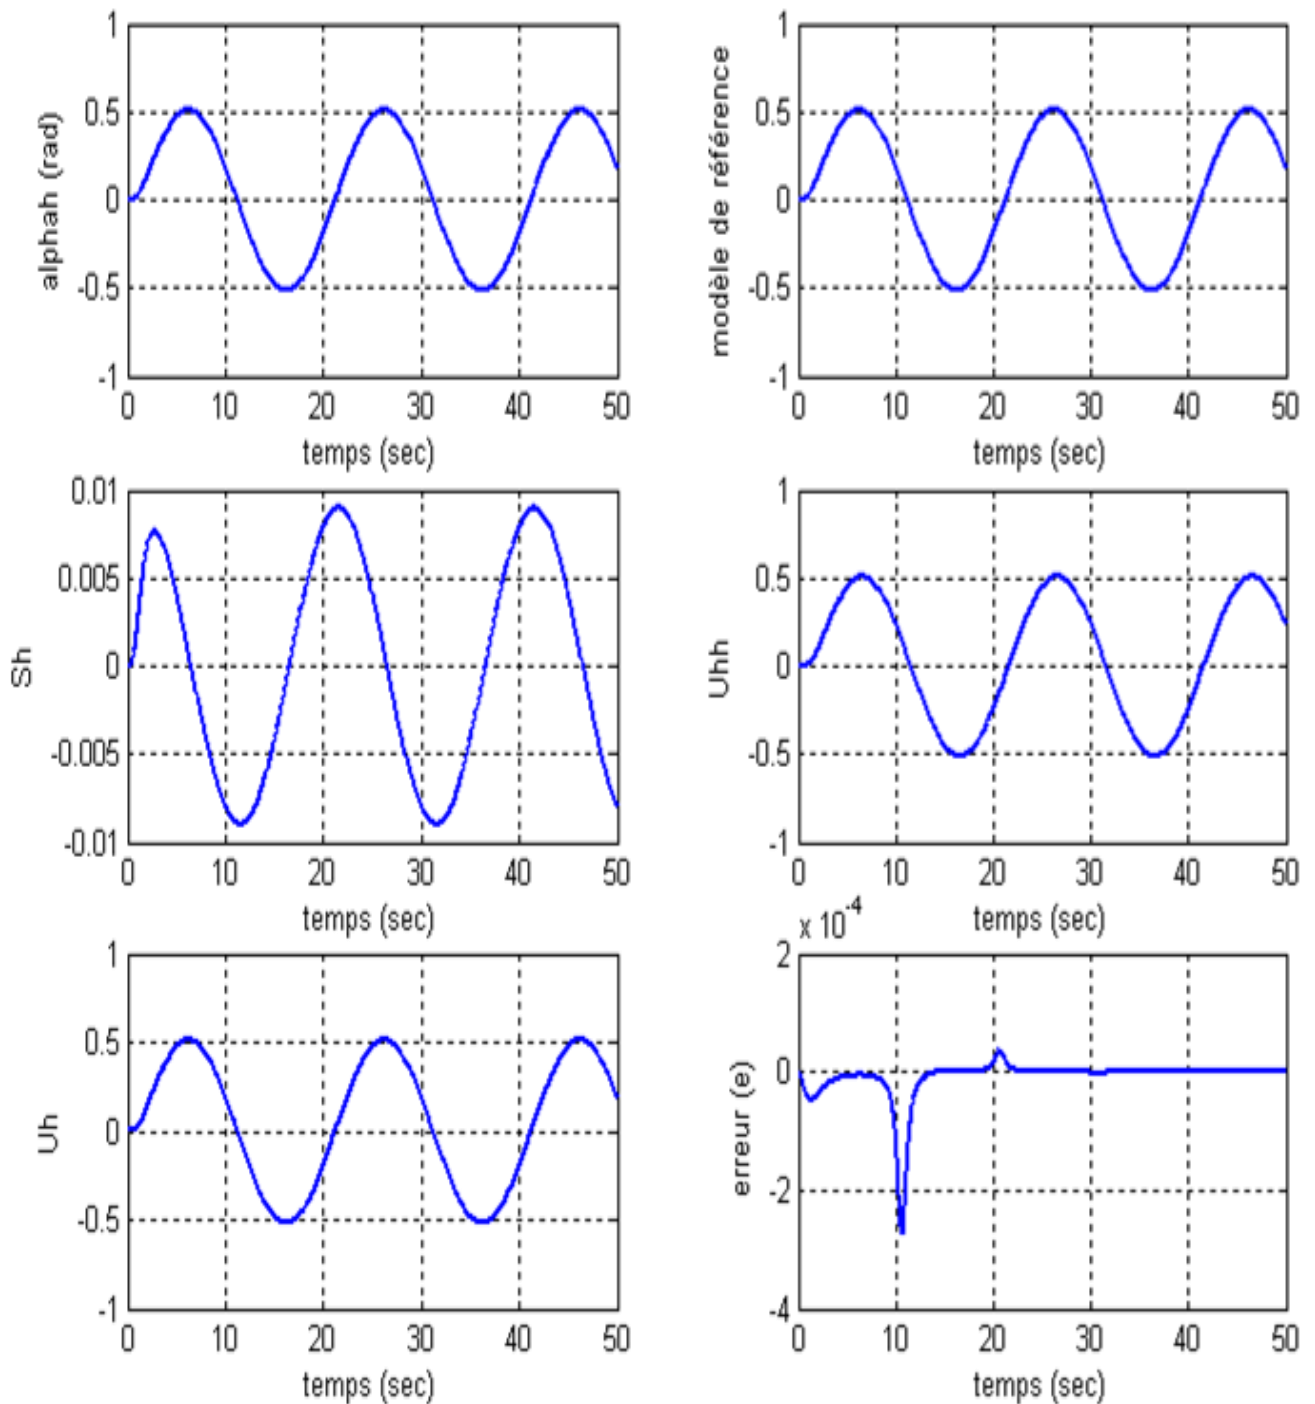 1
0.5
0
-0.5
-1
alphah (rad)
0 10 20 30 40 50
temps (sec)
1
0.5
0
-0.5
-1
modèle de référence
0 10 20 30 40 50
temps (sec)
0.01
0.005
0
-0.005
-0.01
Sh
0 10 20 30 40 50
temps (sec)
1
0.5
0
-0.5
-1
Uhh
0 10 20 30 40 50
temps (sec)
1
0.5
0
-0.5
-1
Uh
0 10 20 30 40 50
temps (sec)
x 10^-4
2
0
-2
-4
erreur (e)
0 10 20 30 40 50
temps (sec)